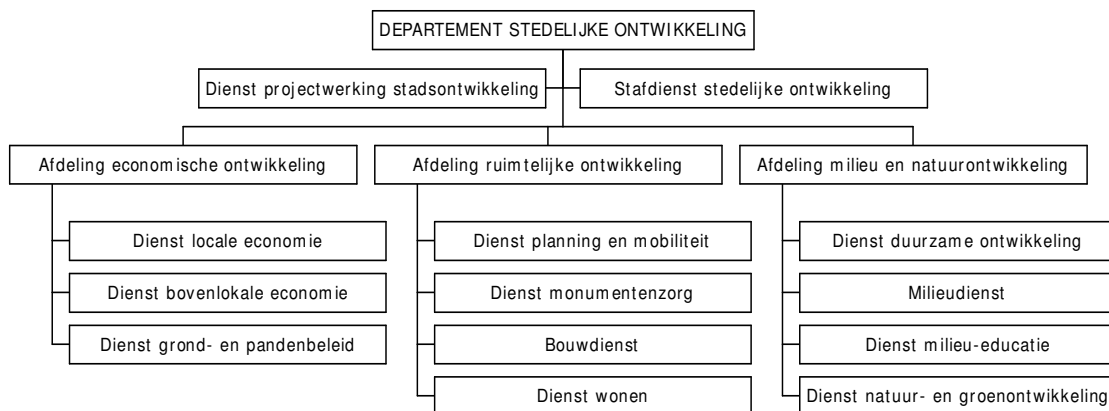 DEPARTEMENT STEDELIJKE ONTWIKKELING
Dienst projectwerking stadsontwikkeling
Stafdienst stedelijke ontwikkeling
Afdeling economische ontwikkeling
Afdeling ruimtelijke ontwikkeling
Afdeling milieu en natuurontwikkeling
Dienst locale economie
Dienst planning en mobiliteit
Dienst duurzame ontwikkeling
Dienst bovenlokale economie
Dienst monumentenzorg
Milieudienst
Dienst grond- en pandenbeleid
Bouwdienst
Dienst milieu-educatie
Dienst wonen
Dienst natuur- en groenontwikkeling